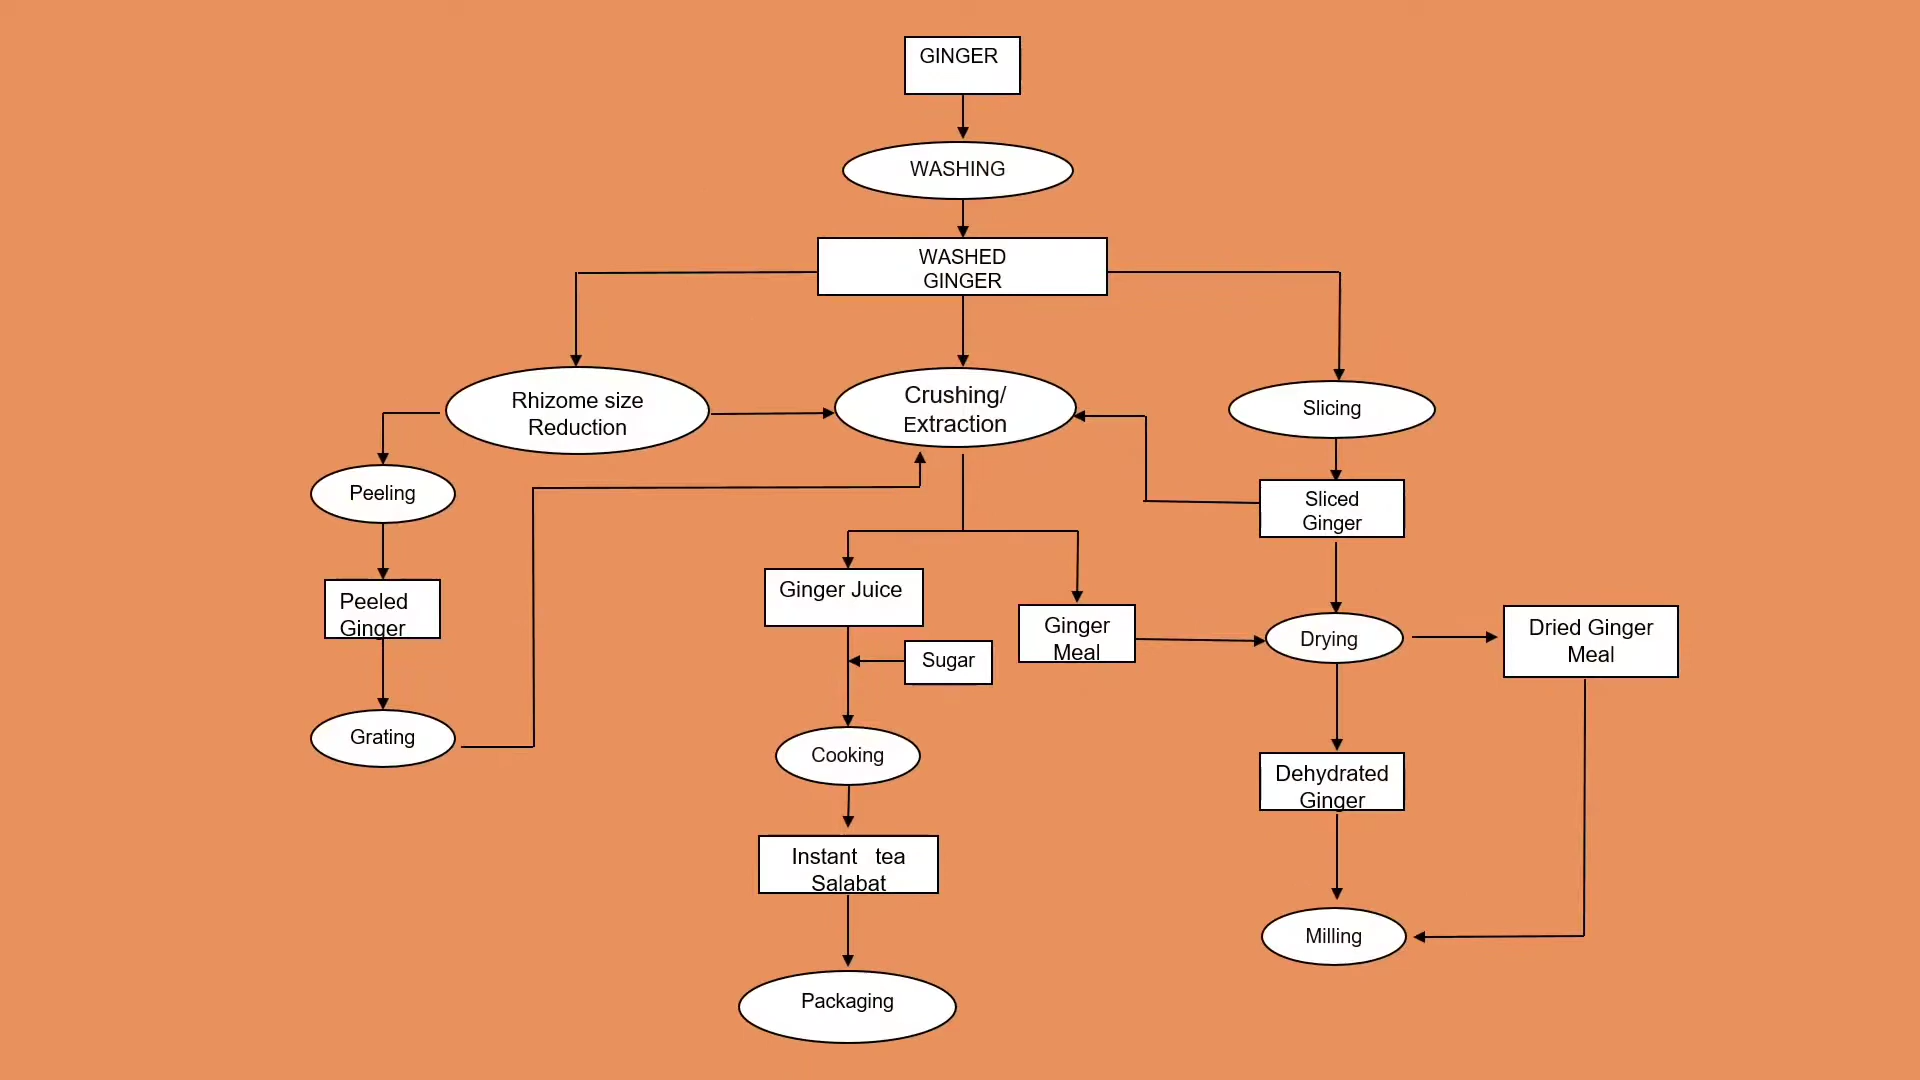 GINGER
WASHING
WASHED
GINGER
Rhizome size
Reduction
Crushing/
Extraction
Slicing
Peeling
Sliced
Ginger
Peeled
Ginger
Ginger Juice
Ginger
Meal
Sugar
Drying
Dried Ginger
Meal
Grating
Cooking
Dehydrated
Ginger
Instant tea
Salabat
Milling
Packaging